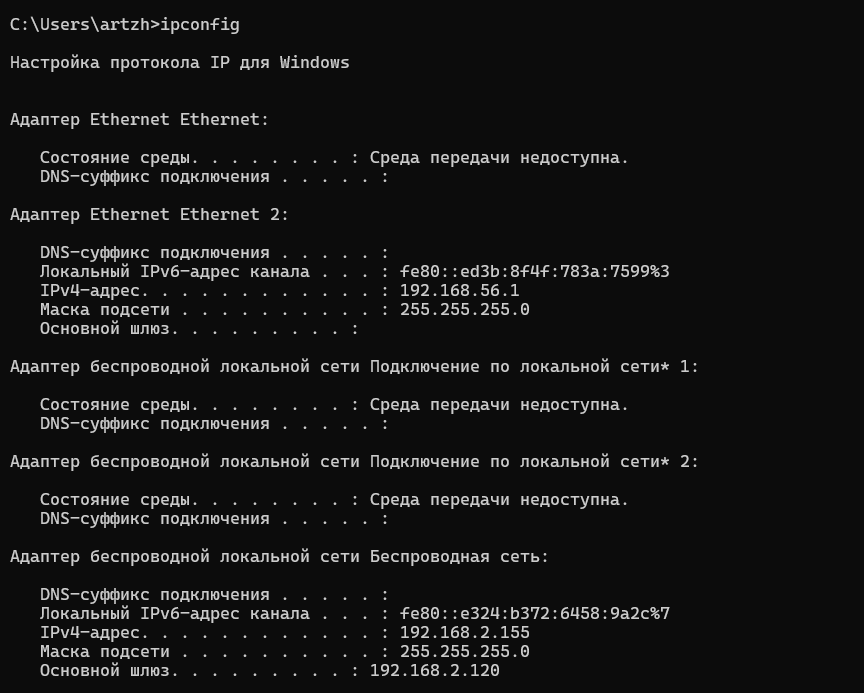 C:\Users\artzh>ipconfig
Настройка протокола IP для Windows
Адаптер Ethernet Ethernet:
Состояние среды. . . . . . . . : Среда передачи недоступна.
DNS-суффикс подключения . . . . . :
Адаптер Ethernet Ethernet 2:
DNS-суффикс подключения . . . . . :
Локальный IPv6-адрес канала . . . : fe80::ed3b:8f4f:783a:7599%3
IPv4-адрес. . . . . . . . . . . . : 192.168.56.1
Маска подсети . . . . . . . . . . : 255.255.255.0
Основной шлюз. . . . . . . . . :
Адаптер беспроводной локальной сети Подключение по локальной сети* 1:
Состояние среды. . . . . . . . : Среда передачи недоступна.
DNS-суффикс подключения . . . . . :
Адаптер беспроводной локальной сети Подключение по локальной сети* 2:
Состояние среды. . . . . . . . : Среда передачи недоступна.
DNS-суффикс подключения . . . . . :
Адаптер беспроводной локальной сети Беспроводная сеть:
DNS-суффикс подключения . . . . . :
Локальный IPv6-адрес канала . . . : fe80::e324:b372:6458:9a2c%7
IPv4-адрес. . . . . . . . . . . . : 192.168.2.155
Маска подсети . . . . . . . . . . : 255.255.255.0
Основной шлюз. . . . . . . . . : 192.168.2.120